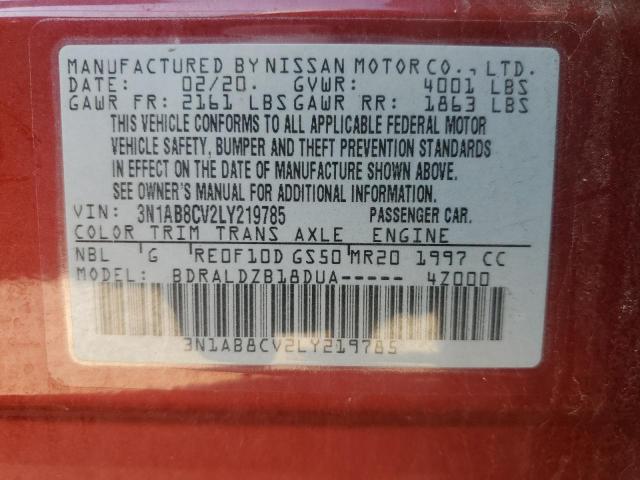 MANUFACTURED BY NISSAN MOTOR CO., LTD.
DATE: 02/20. GVWR: 4001 LBS
GAWR FR: 2161 LBS GAWR RR: 1863 LBS
THIS VEHICLE CONFORMS TO ALL APPLICABLE FEDERAL MOTOR
VEHICLE SAFETY, BUMPER AND THEFT PREVENTION STANDARDS
IN EFFECT ON THE DATE OF MANUFACTURE SHOWN ABOVE.
SEE OWNER'S MANUAL FOR ADDITIONAL INFORMATION.
VIN: 3N1AB8CV2LY219785 PASSENGER CAR.
COLOR TRIM TRANS AXLE ENGINE
NBL G RE0F10D GS50 MR20 1997 CC
MODEL: BDRALDZB18DUA----- 4Z000
3N1AB8CV2LY219785